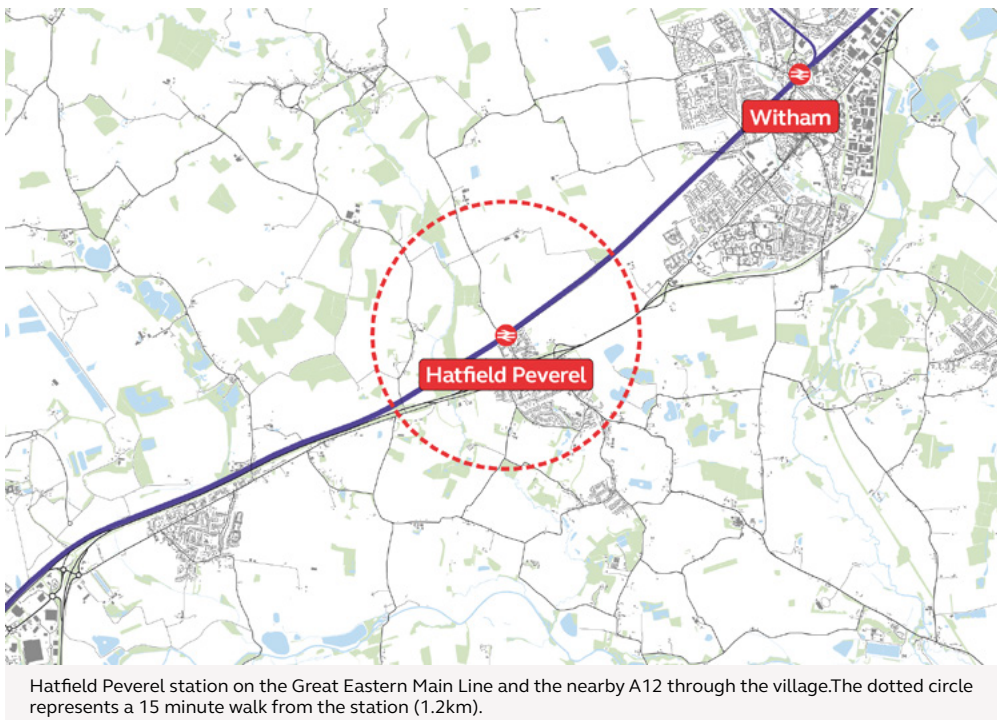 Witham
Hatfield Peverel
Hatfield Peverel station on the Great Eastern Main Line and the nearby A12 through the village.The dotted circle
represents a 15 minute walk from the station (1.2km).